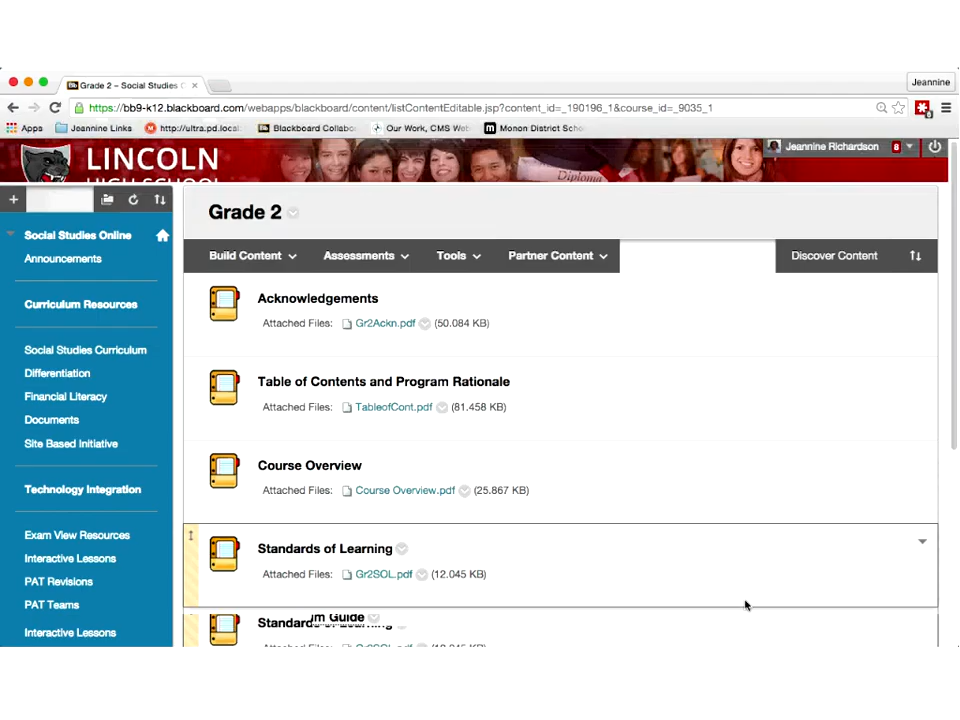 Grade 2 – Social Studies
Jeannine
https://bb9-k12.blackboard.com/webapps/blackboard/content/listContentEditable.jsp?content_id=_190196_1&course_id=_9035_1
Apps Jeannine Links http://ultra.pd.local: Blackboard Collabo Our Work, CMS Web Monon District Scho
LINCOLN
HIGH SCHOOL
Diploma
Jeannine Richardson 8
Grade 2
Social Studies Online
Announcements
Curriculum Resources
Social Studies Curriculum
Differentiation
Financial Literacy
Documents
Site Based Initiative
Technology Integration
Exam View Resources
Interactive Lessons
PAT Revisions
PAT Teams
Interactive Lessons
Build Content Assessments Tools Partner Content Discover Content
Acknowledgements
Attached Files: Gr2Ackn.pdf (50.084 KB)
Table of Contents and Program Rationale
Attached Files: TableofCont.pdf (81.458 KB)
Course Overview
Attached Files: Course Overview.pdf (25.867 KB)
Standards of Learning
Attached Files: Gr2SOL.pdf (12.045 KB)
Standard m Guide